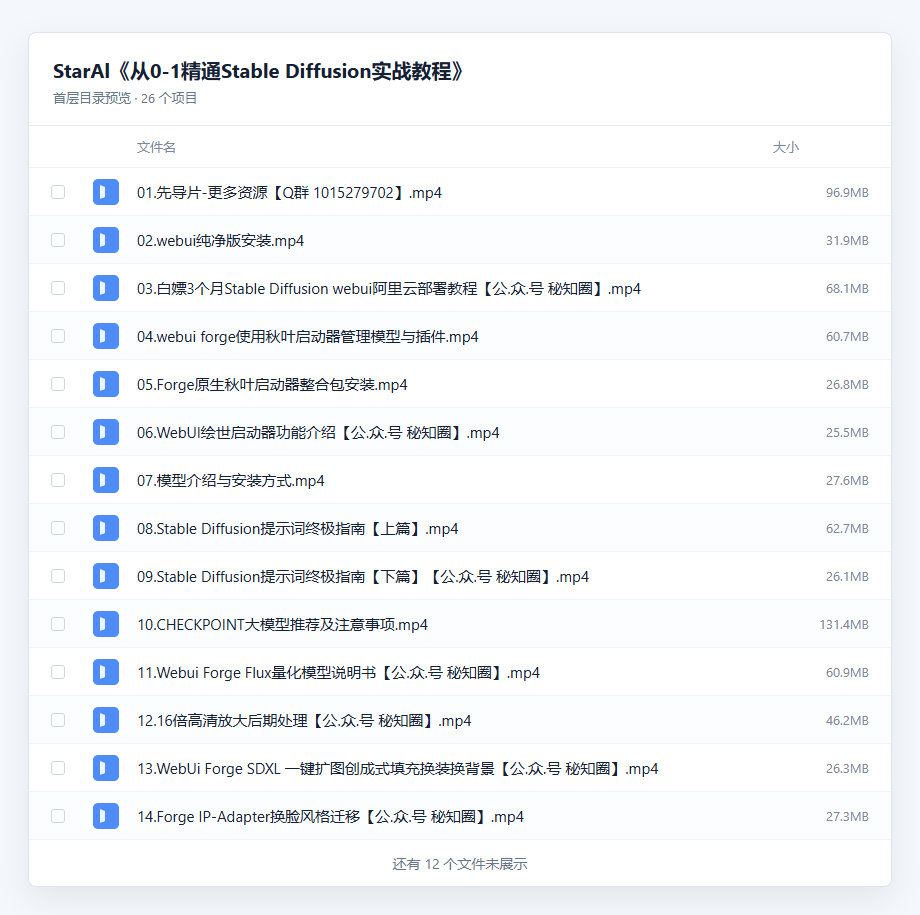 StarAI《从0-1精通Stable Diffusion实战教程》
首层目录预览 · 26 个项目
文件名 大小
01.先导片-更多资源【Q群 1015279702】.mp4 96.9MB
02.webui纯净版安装.mp4 31.9MB
03.白嫖3个月Stable Diffusion webui阿里云部署教程【公.众.号 秘知圈】.mp4 68.1MB
04.webui forge使用秋叶启动器管理模型与插件.mp4 60.7MB
05.Forge原生秋叶启动器整合包安装.mp4 26.8MB
06.WebUI绘世启动器功能介绍【公.众.号 秘知圈】.mp4 25.5MB
07.模型介绍与安装方式.mp4 27.6MB
08.Stable Diffusion提示词终极指南【上篇】.mp4 62.7MB
09.Stable Diffusion提示词终极指南【下篇】【公.众.号 秘知圈】.mp4 26.1MB
10.CHECKPOINT大模型推荐及注意事项.mp4 131.4MB
11.Webui Forge Flux量化模型说明书【公.众.号 秘知圈】.mp4 60.9MB
12.16倍高清放大后期处理【公.众.号 秘知圈】.mp4 46.2MB
13.WebUi Forge SDXL 一键扩图创成式填充换装换背景【公.众.号 秘知圈】.mp4 26.3MB
14.Forge IP-Adapter换脸风格迁移【公.众.号 秘知圈】.mp4 27.3MB
还有 12 个文件未展示